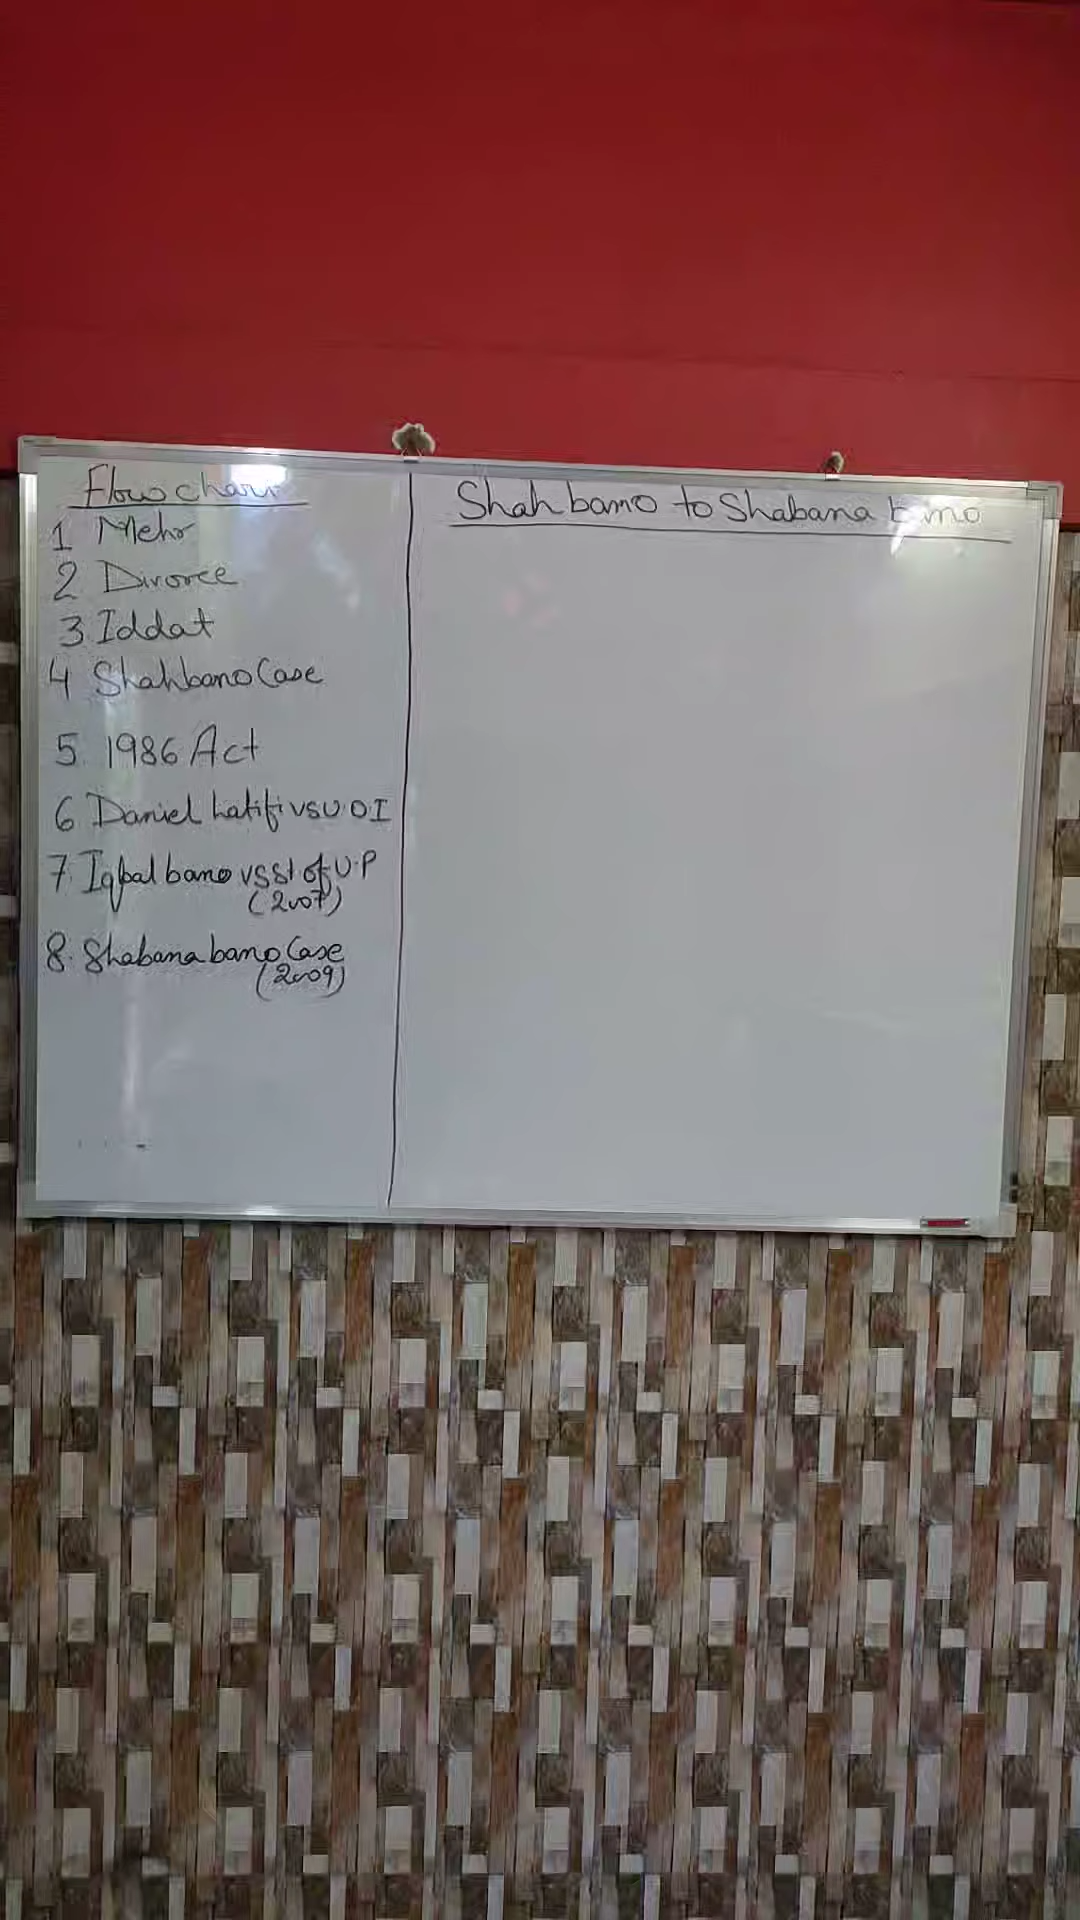 Flow chart
1 Mehr
2 Divorce
3 Iddat
4 Shahbano Case
5. 1986 Act
6 Daniel latifi vs U.O.I
7. Iqbal bano vs St of U.P
(2007)
8. Shabana bano Case
(2009)
Shah bano to Shabana bano